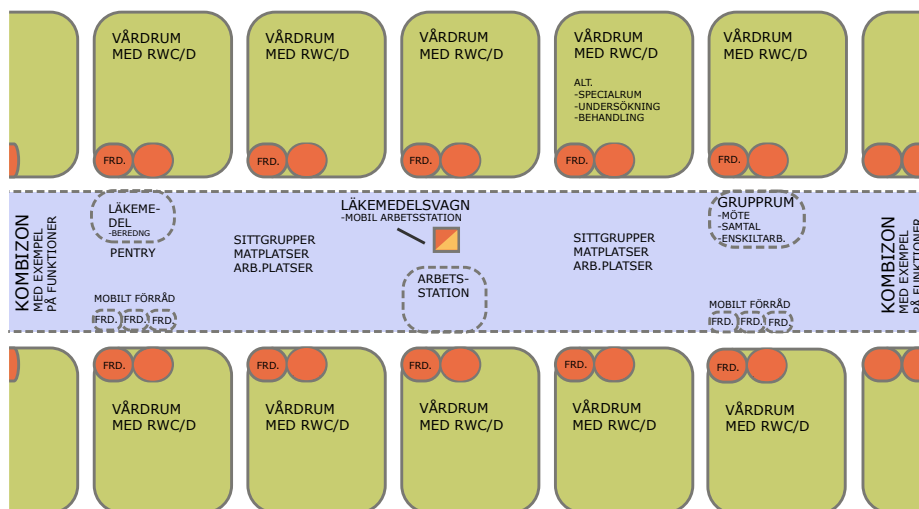 VÅRDRUM
MED RWC/D
VÅRDRUM
MED RWC/D
VÅRDRUM
MED RWC/D
VÅRDRUM
MED RWC/D
ALT.
-SPECIALRUM
-UNDERSÖKNING
-BEHANDLING
VÅRDRUM
MED RWC/D
FRD.
FRD.
FRD.
FRD.
FRD.
KOMBIZON
MED EXEMPEL
PÅ FUNKTIONER
LÄKEME-
DEL
-BEREDNG
PENTRY
MOBILT FÖRRÅD
FRD.
FRD.
FRD.
SITTGRUPPER
MATPLATSER
ARB.PLATSER
LÄKEMEDELSVAGN
-MOBIL ARBETSSTATION
ARBETS-
STATION
SITTGRUPPER
MATPLATSER
ARB.PLATSER
GRUPPRUM
-MÖTE
-SAMTAL
-ENSKILTARB.
MOBILT FÖRRÅD
FRD.
FRD.
FRD.
KOMBIZON
MED EXEMPEL
PÅ FUNKTIONER
FRD.
FRD.
FRD.
FRD.
FRD.
VÅRDRUM
MED RWC/D
VÅRDRUM
MED RWC/D
VÅRDRUM
MED RWC/D
VÅRDRUM
MED RWC/D
VÅRDRUM
MED RWC/D